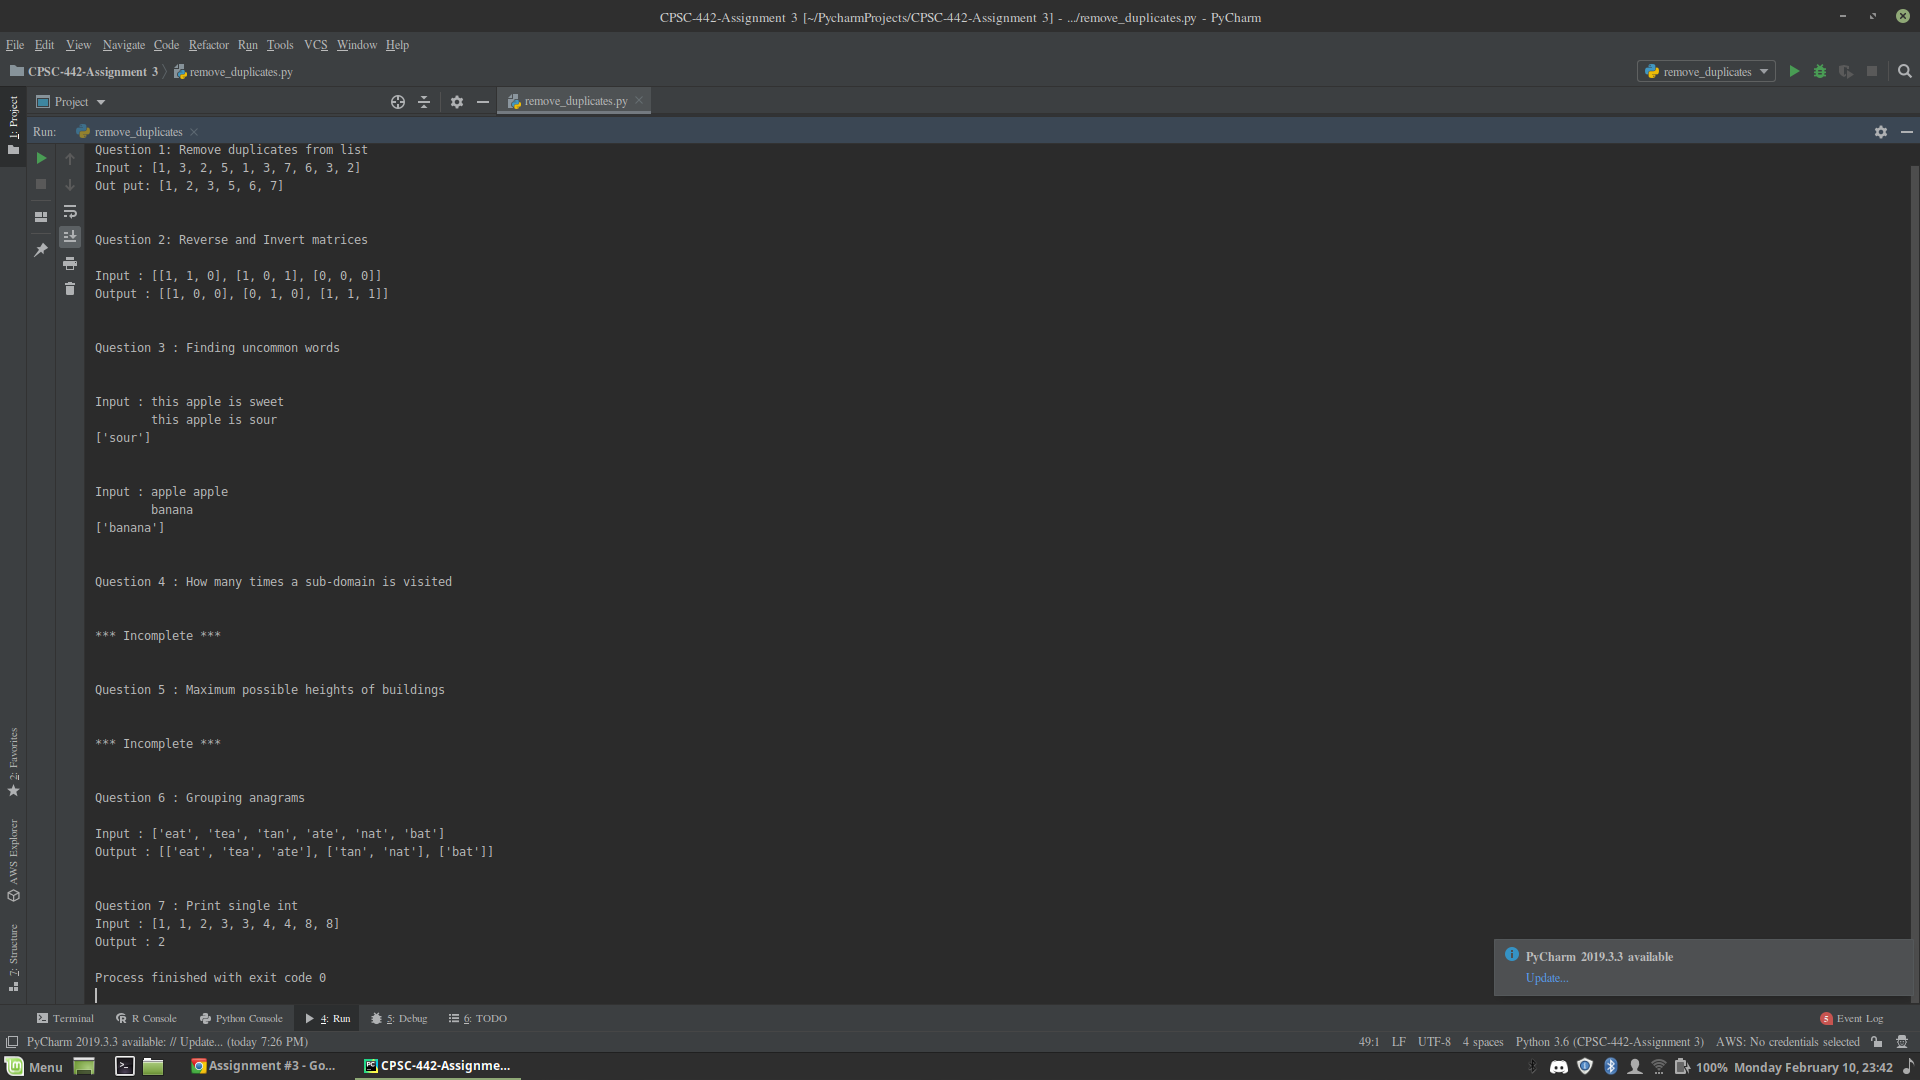 CPSC-442-Assignment 3 [~/PycharmProjects/CPSC-442-Assignment 3] - .../remove_duplicates.py - PyCharm
File Edit View Navigate Code Refactor Run Tools VCS Window Help
CPSC-442-Assignment 3 remove_duplicates.py
remove_duplicates
1: Project
Project
remove_duplicates.py
Run: remove_duplicates
Question 1: Remove duplicates from list
Input : [1, 3, 2, 5, 1, 3, 7, 6, 3, 2]
Out put: [1, 2, 3, 5, 6, 7]
Question 2: Reverse and Invert matrices
Input : [[1, 1, 0], [1, 0, 1], [0, 0, 0]]
Output : [[1, 0, 0], [0, 1, 0], [1, 1, 1]]
Question 3 : Finding uncommon words
Input : this apple is sweet
this apple is sour
['sour']
Input : apple apple
banana
['banana']
Question 4 : How many times a sub-domain is visited
*** Incomplete ***
Question 5 : Maximum possible heights of buildings
*** Incomplete ***
Question 6 : Grouping anagrams
Input : ['eat', 'tea', 'tan', 'ate', 'nat', 'bat']
Output : [['eat', 'tea', 'ate'], ['tan', 'nat'], ['bat']]
Question 7 : Print single int
Input : [1, 1, 2, 3, 3, 4, 4, 8, 8]
Output : 2
Process finished with exit code 0
2: Favorites
AWS Explorer
7: Structure
PyCharm 2019.3.3 available
Update...
Terminal R Console Python Console 4: Run 5: Debug 6: TODO
5 Event Log
PyCharm 2019.3.3 available: // Update... (today 7:26 PM)
49:1 LF UTF-8 4 spaces Python 3.6 (CPSC-442-Assignment 3) AWS: No credentials selected
Menu
Assignment #3 - Go...
CPSC-442-Assignme...
100% Monday February 10, 23:42